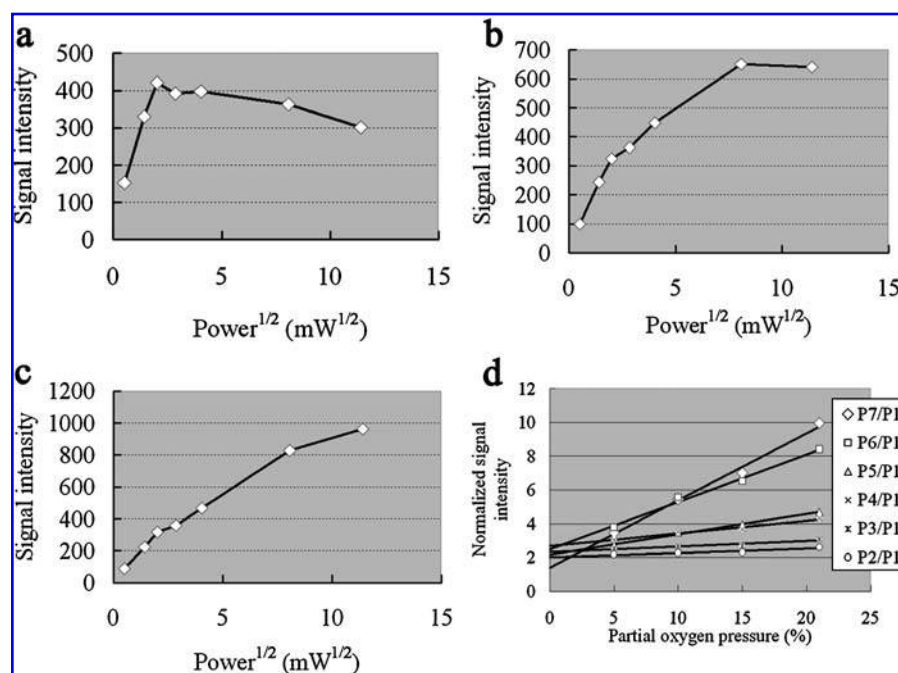 a
500
400
300
200
100
0
Signal intensity
0 5 10 15
Power1/2 (mW1/2)
b
700
600
500
400
300
200
100
0
Signal intensity
0 5 10 15
Power1/2 (mW1/2)
c
1200
1000
800
600
400
200
0
Signal intensity
0 5 10 15
Power1/2 (mW1/2)
d
12
10
8
6
4
2
0
Normalized signal
intensity
0 5 10 15 20 25
Partial oxygen pressure (%)
P7/P1
P6/P1
P5/P1
P4/P1
P3/P1
P2/P1